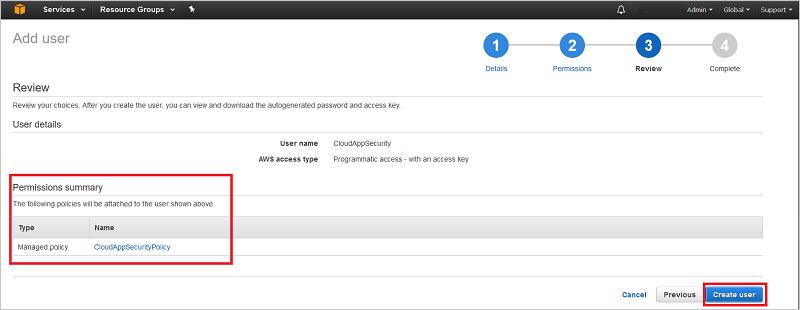 Services Resource Groups Admin Global Support
Add user
1 2 3 4
Details Permissions Review Complete
Review
Review your choices. After you create the user, you can view and download the autogenerated password and access key.
User details
User name CloudAppSecurity
AWS access type Programmatic access - with an access key
Permissions summary
The following policies will be attached to the user shown above.
Type Name
Managed policy CloudAppSecurityPolicy
Cancel Previous Create user